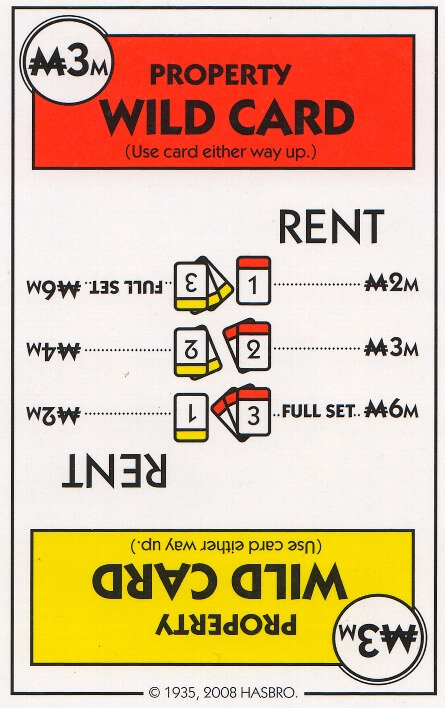 M3M
PROPERTY
WILD CARD
(Use card either way up.)
RENT
1 M2M
2 M3M
3 FULL SET M6M
M3M
PROPERTY
WILD CARD
(Use card either way up.)
RENT
1 M2M
2 M4M
3 FULL SET M6M
© 1935, 2008 HASBRO.